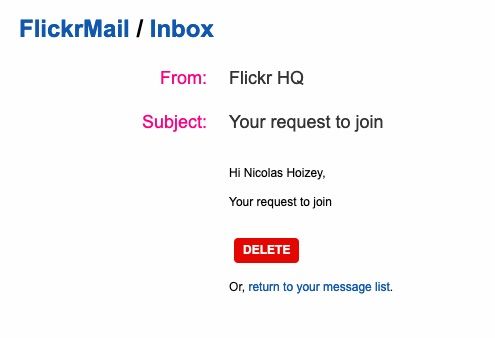 FlickrMail / Inbox
From: Flickr HQ
Subject: Your request to join
Hi Nicolas Hoizey,
Your request to join
DELETE
Or, return to your message list.